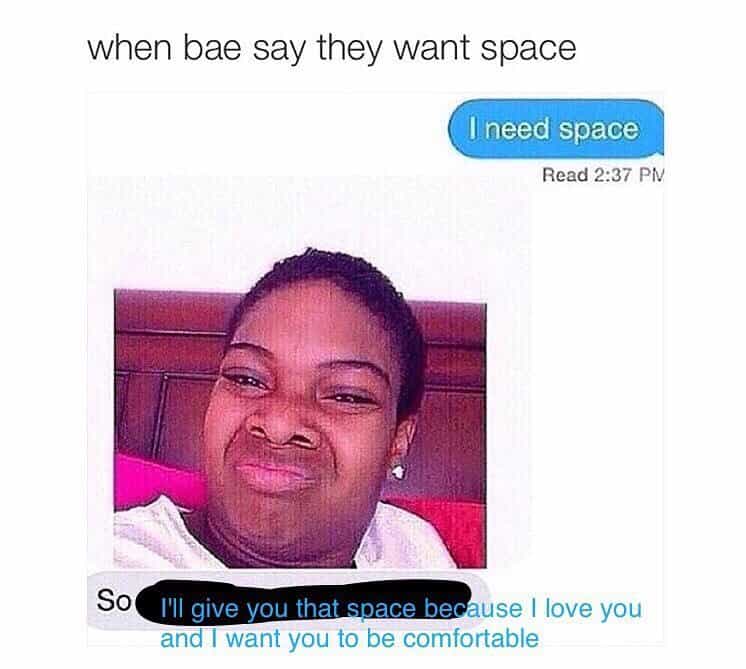 when bae say they want space
I need space
Read 2:37 PM
So I'll give you that space because I love you
and I want you to be comfortable